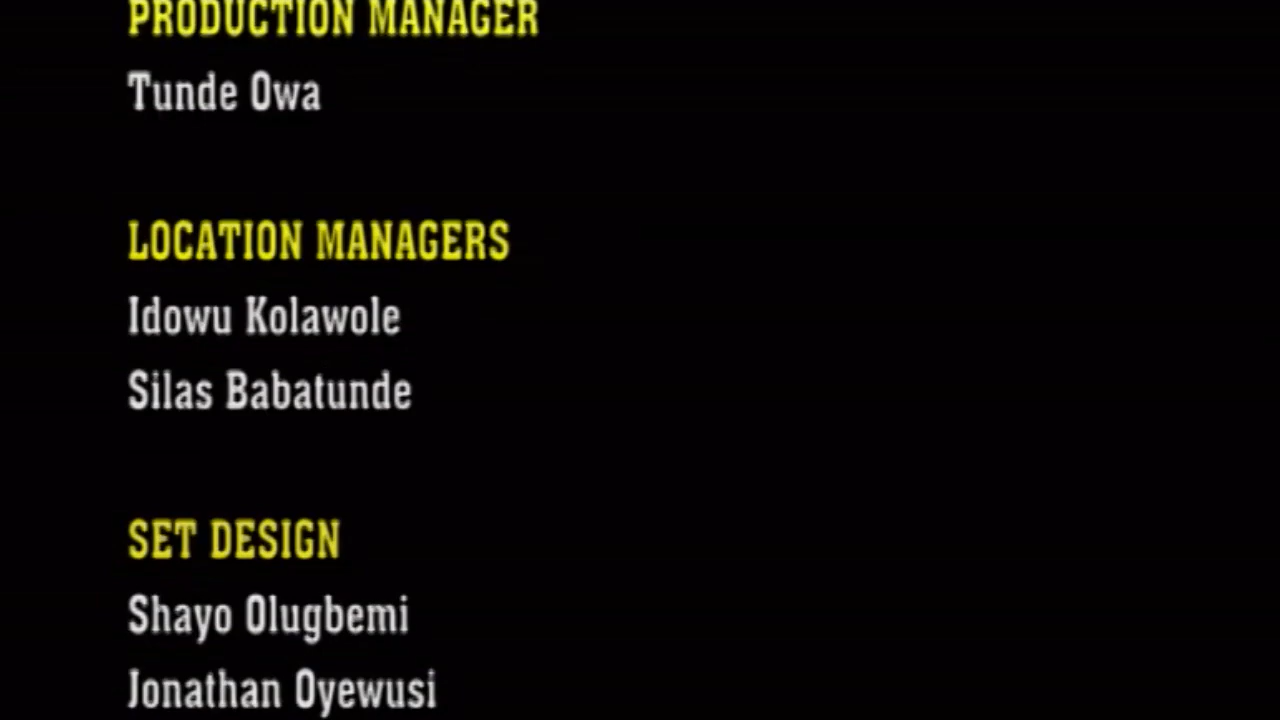 PRODUCTION MANAGER
Tunde Owa
LOCATION MANAGERS
Idowu Kolawole
Silas Babatunde
SET DESIGN
Shayo Olugbemi
Jonathan Oyewusi